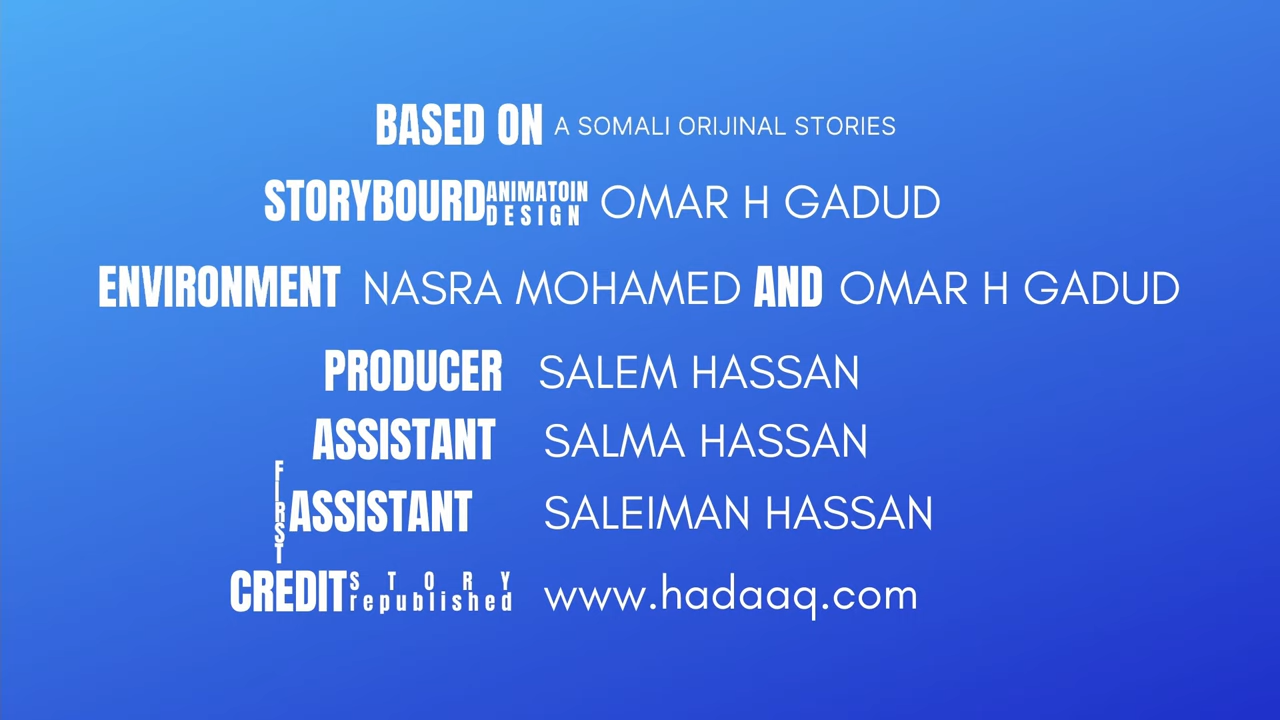 BASED ON A SOMALI ORIJINAL STORIES
STORYBOURD ANIMATOIN DESIGN OMAR H GADUD
ENVIRONMENT NASRA MOHAMED AND OMAR H GADUD
PRODUCER SALEM HASSAN
ASSISTANT SALMA HASSAN
FIRST ASSISTANT SALEIMAN HASSAN
CREDIT STORY republished www.hadaaq.com